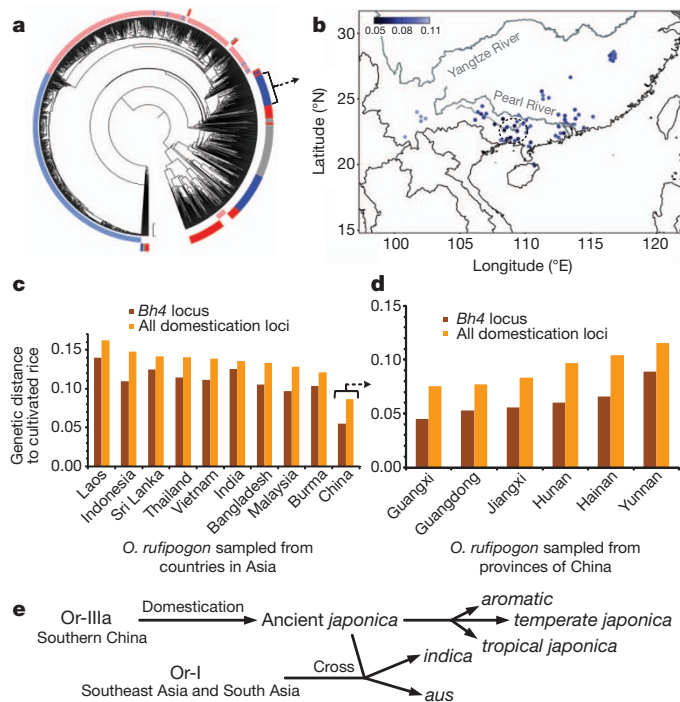 a
b
0.05 0.08 0.11
30
25
20
15
Latitude (°N)
Yangtze River
Pearl River
100 105 110 115 120
Longitude (°E)
c
Bh4 locus
All domestication loci
Genetic distance
to cultivated rice
0.15
0.10
0.05
0.00
Laos
Indonesia
Sri Lanka
Thailand
Vietnam
India
Bangladesh
Malaysia
Burma
China
O. rufipogon sampled from
countries in Asia
d
Bh4 locus
All domestication loci
0.15
0.10
0.05
0.00
Guangxi
Guangdong
Jiangxi
Hunan
Hainan
Yunnan
O. rufipogon sampled from
provinces of China
e
Or-IIIa
Southern China
Domestication
Ancient japonica
aromatic
temperate japonica
tropical japonica
Or-I
Southeast Asia and South Asia
Cross
indica
aus